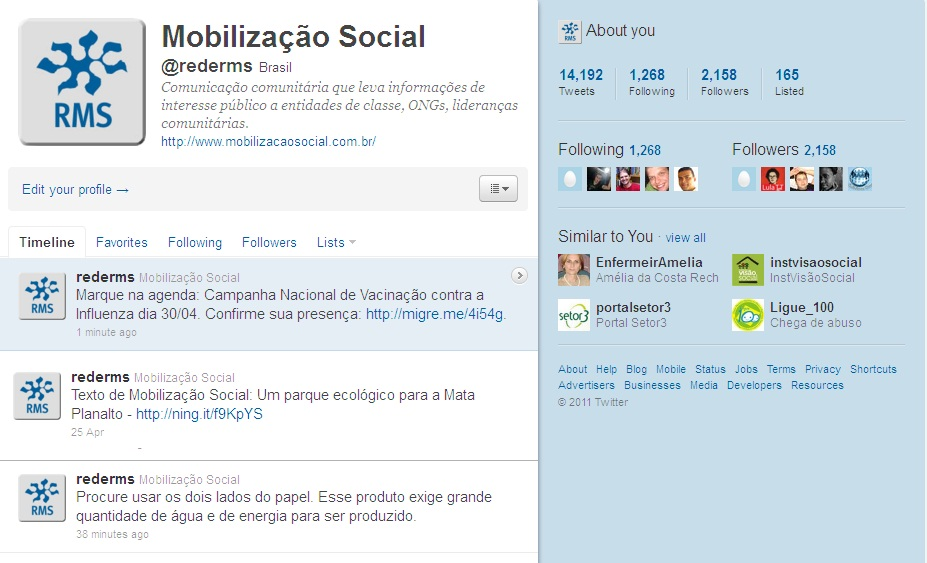 RMS
Mobilização Social
@rederms Brasil
Comunicação comunitária que leva informações de
interesse público a entidades de classe, ONGs, lideranças
comunitárias.
http://www.mobilizacaosocial.com.br/
Edit your profile →
Timeline Favorites Following Followers Lists
RMS
rederms Mobilização Social
Marque na agenda: Campanha Nacional de Vacinação contra a
Influenza dia 30/04. Confirme sua presença: http://migre.me/4i54g.
1 minute ago
RMS
rederms Mobilização Social
Texto de Mobilização Social: Um parque ecológico para a Mata
Planalto - http://ning.it/f9KpYS
25 Apr
-
RMS
rederms Mobilização Social
Procure usar os dois lados do papel. Esse produto exige grande
quantidade de água e de energia para ser produzido.
38 minutes ago
RMS
About you
14,192 1,268 2,158 165
Tweets Following Followers Listed
Following 1,268 Followers 2,158
Lula
Similar to You · view all
EnfermeirAmelia
Amélia da Costa Rech
instvisaosocial
InstVisãoSocial
VISÃO
SOCIAL
setor3
portalsetor3
Portal Setor3
Ligue_100
Chega de abuso
About Help Blog Mobile Status Jobs Terms Privacy Shortcuts
Advertisers Businesses Media Developers Resources
© 2011 Twitter